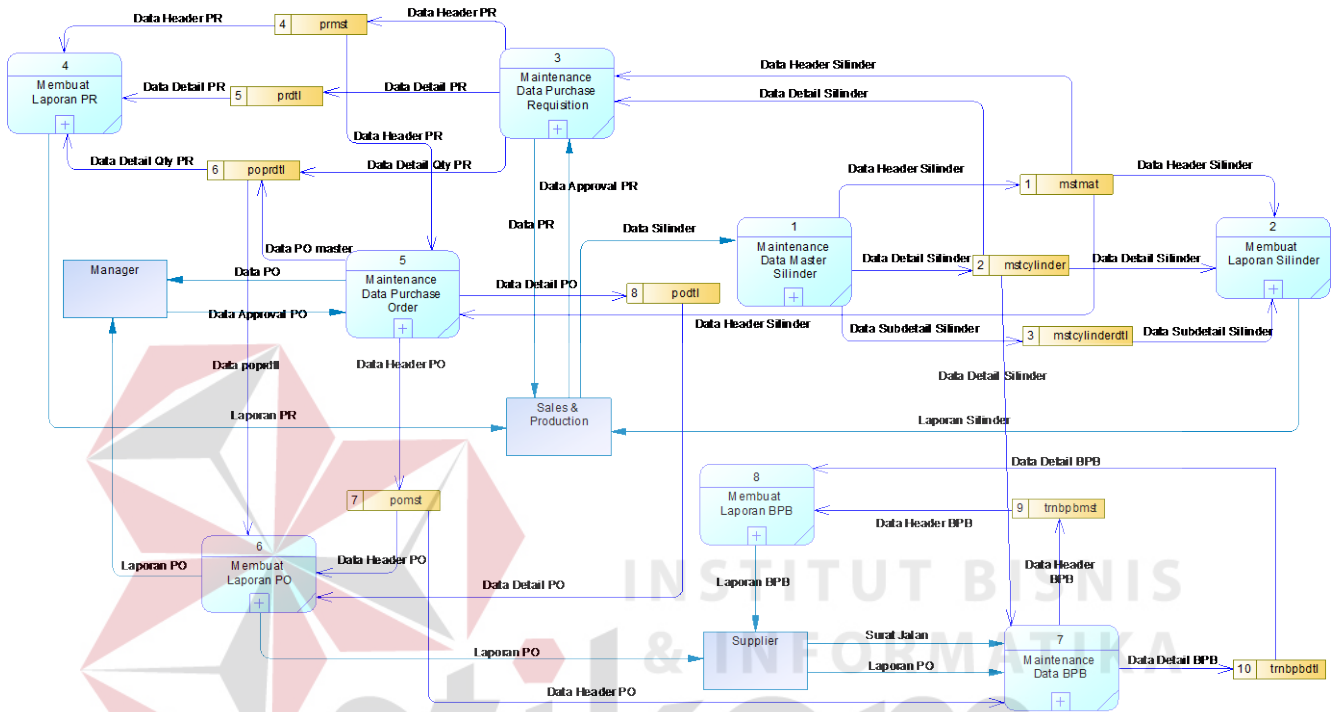 Data Header PR
4 prmst
Data Header PR
4
Membuat
Laporan PR
3
Maintenance
Data Purchase
Requisition
Data Header Silinder
Data Detail PR
5 prdtl
Data Detail PR
Data Detail Silinder
Data Header PR
Data Detail Qty PR
6 poprdtl
Data Detail Qty PR
Data Approval PR
Data Header Silinder
1 mstmat
Data Header Silinder
Data PR
Data Silinder
1
Maintenance
Data Master
Silinder
2
Membuat
Laporan Silinder
Data PO master
Manager
Data PO
5
Maintenance
Data Purchase
Order
Data Detail PO
8 podtl
Data Detail Silinder
2 mstcylinder
Data Detail Silinder
Data Approval PO
Data Header Silinder
Data Subdetail Silinder
3 mstcylinderdtl
Data Subdetail Silinder
Data poprdtl
Data Header PO
Data Detail Silinder
Laporan PR
Sales &
Production
Laporan Silinder
Data Detail BPB
8
Membuat
Laporan BPB
7 pomst
9 trnbpbmst
Data Header BPB
6
Membuat
Laporan PO
Data Header PO
Laporan PO
Data Detail PO
Laporan BPB
Data Header
BPB
INSTITUT BISNIS
& INFORMATIKA
Supplier
Surat Jalan
7
Maintenance
Data BPB
Laporan PO
Laporan PO
Data Detail BPB
10 trnbpbdtl
Data Header PO
stikom